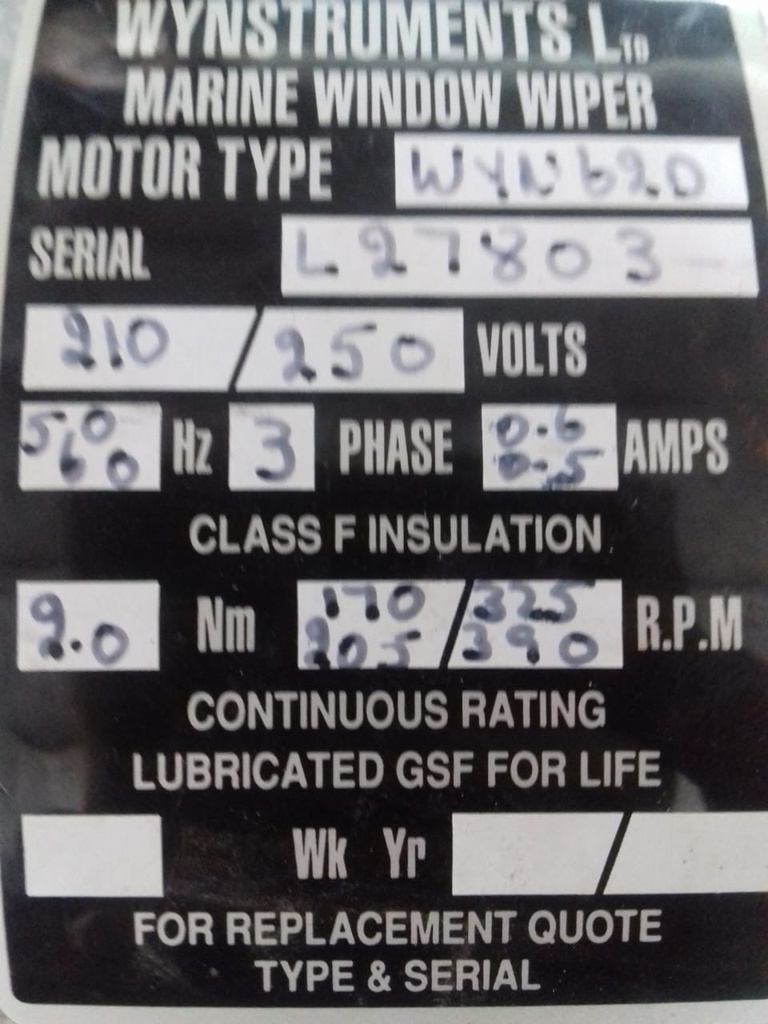 WYNSTRUMENTS LTD
MARINE WINDOW WIPER
MOTOR TYPE WYN620
SERIAL L27803
210 / 250 VOLTS
50 60 Hz 3 PHASE 0.6 0.5 AMPS
CLASS F INSULATION
2.0 Nm 170 205 / 325 390 R.P.M
CONTINUOUS RATING
LUBRICATED GSF FOR LIFE
Wk Yr /
FOR REPLACEMENT QUOTE
TYPE & SERIAL